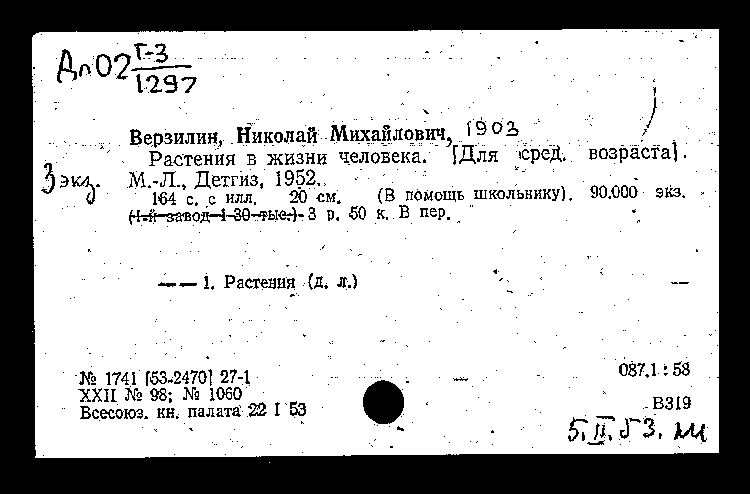 Дл 02 Г-3
1297
Верзилин, Николай Михайлович, 1903
Растения в жизни человека. [Для сред. возраста].
3 экз. М.-Л., Детгиз, 1952.
164 с. с илл. 20 см. (В помощь школьнику). 90.000 экз.
(1-й завод 1-30 тыс.) 3 р. 50 к. В пер.
— — 1. Растения (д. л.) —
№ 1741 [53-2470] 27-1 087.1 : 58
XXII № 98; № 1060
Всесоюз. кн. палата 22 I 53 В319
5.II.53.